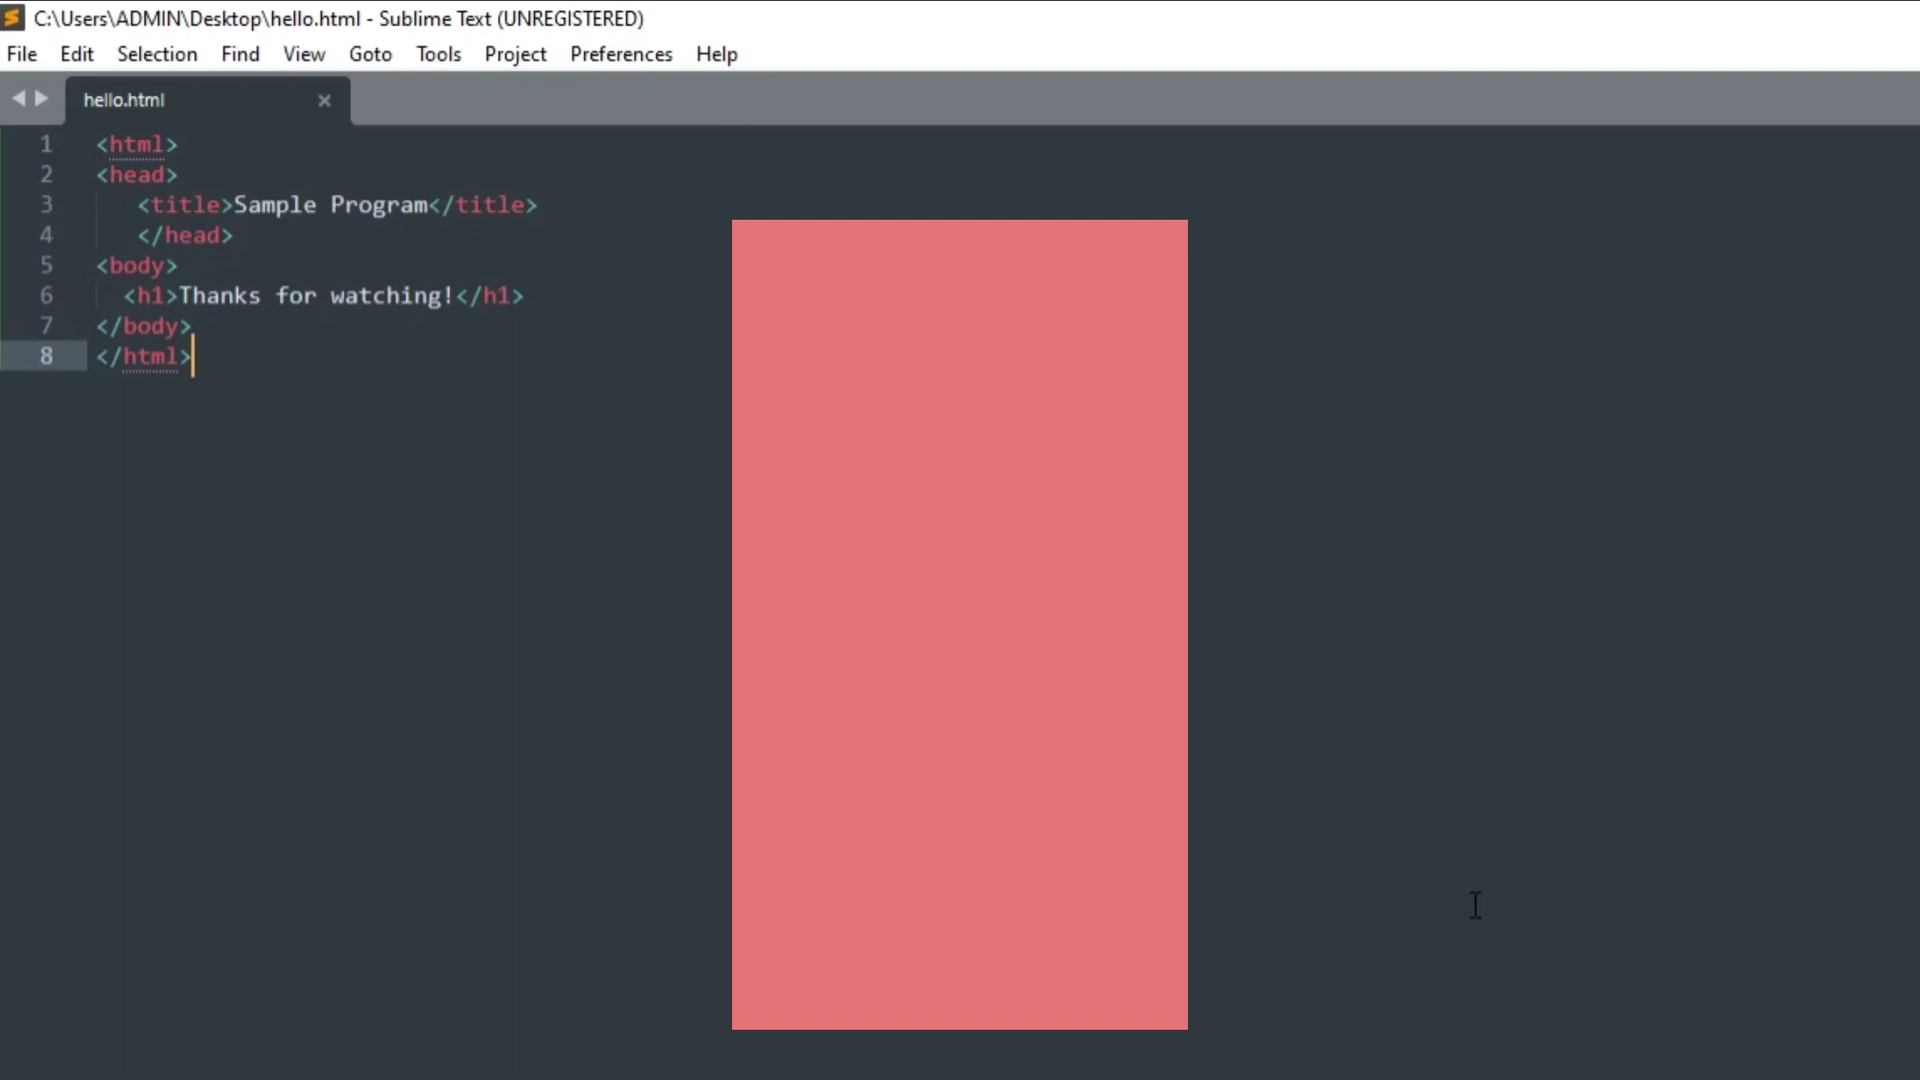 C:\Users\ADMIN\Desktop\hello.html - Sublime Text (UNREGISTERED)
File Edit Selection Find View Goto Tools Project Preferences Help
hello.html
1 <html>
2 <head>
3 <title>Sample Program</title>
4 </head>
5 <body>
6 <h1>Thanks for watching!</h1>
7 </body>
8 </html>